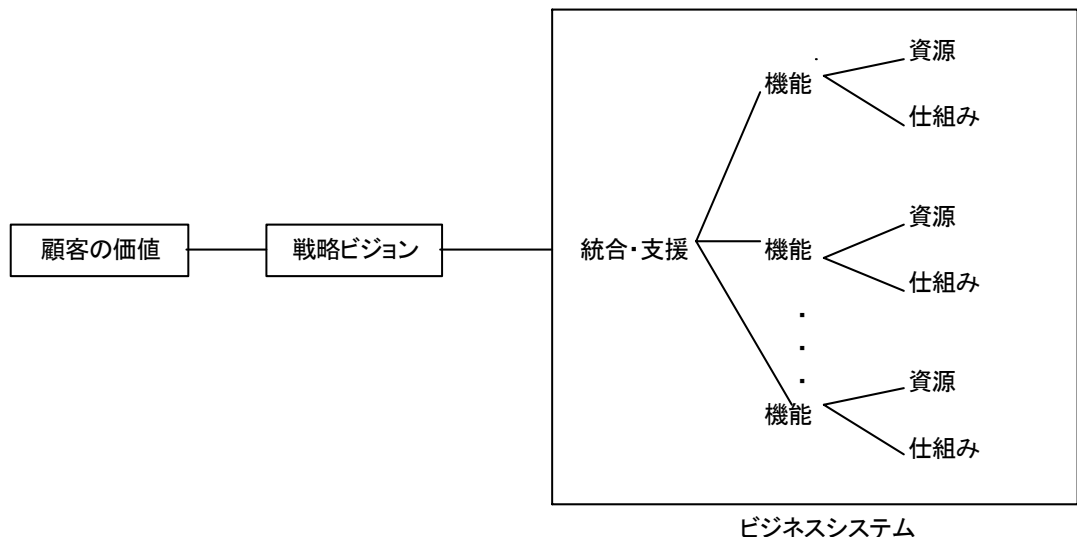 資源
機能
仕組み
資源
顧客の価値
戦略ビジョン
統合・支援
機能
仕組み
・
・
・
資源
機能
仕組み
ビジネスシステム